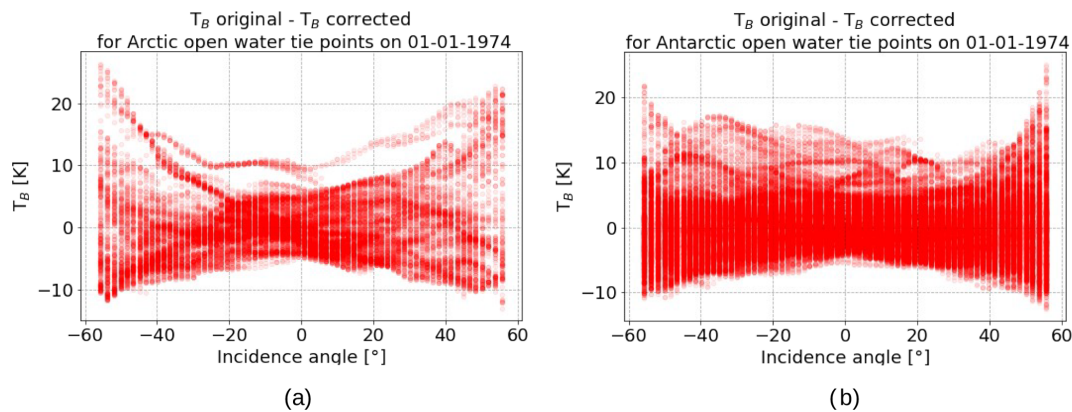 T_B original - T_B corrected
for Arctic open water tie points on 01-01-1974
T_B [K]
20
10
0
−10
−60
−40
−20
0
20
40
60
Incidence angle [°]
(a)
T_B original - T_B corrected
for Antarctic open water tie points on 01-01-1974
T_B [K]
20
10
0
−10
−60
−40
−20
0
20
40
60
Incidence angle [°]
(b)